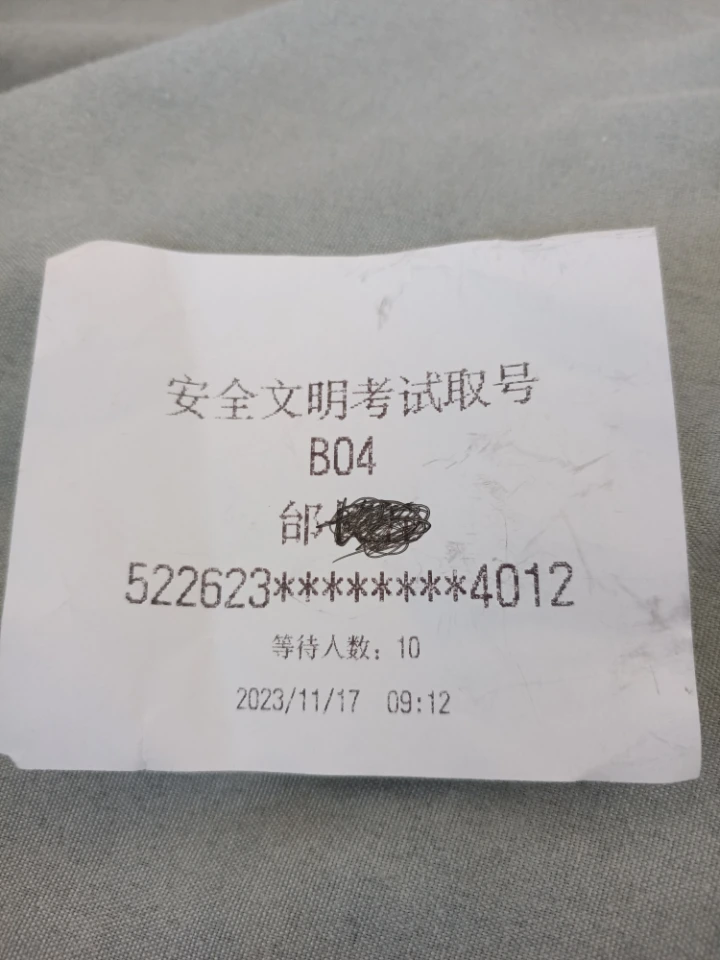 安全文明考试取号
B04
邰
522623********4012
等待人数：10
2023/11/17 09:12